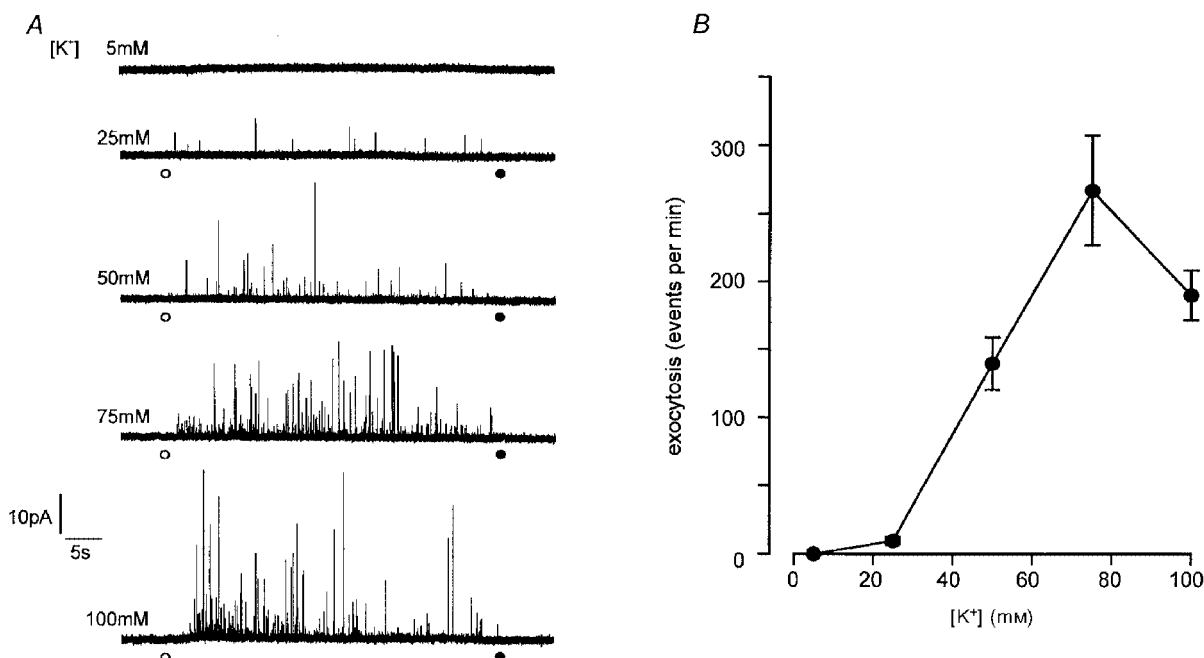 A
[K⁺] 5mM
25mM
50mM
75mM
10pA
5s
100mM
B
exocytosis (events per min)
300
200
100
0
0 20 40 60 80 100
[K⁺] (mM)